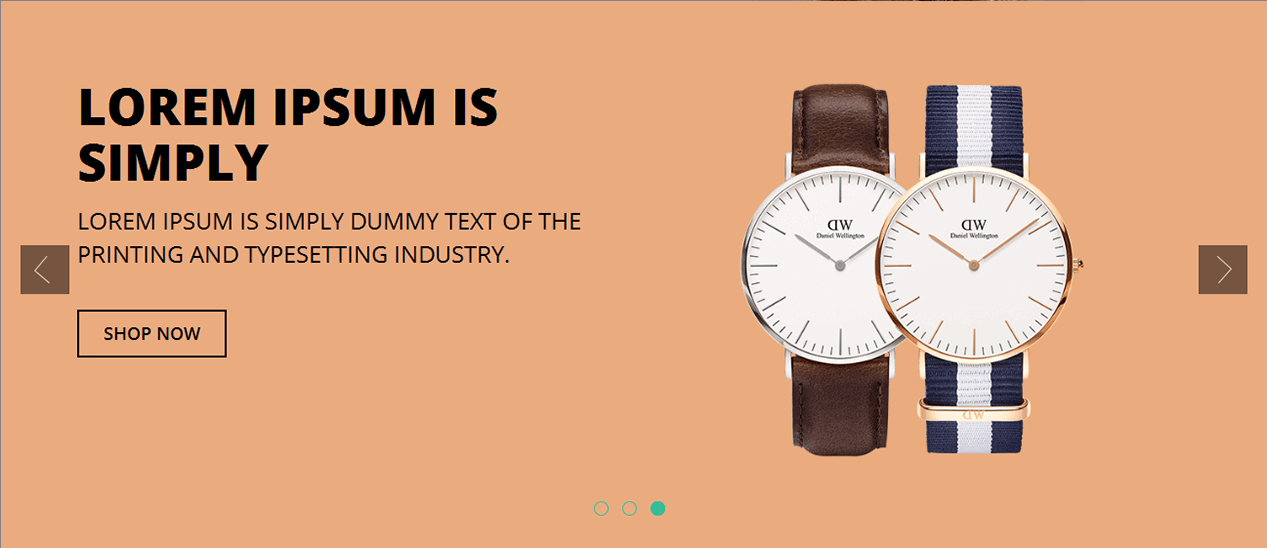 LOREM IPSUM IS
SIMPLY
LOREM IPSUM IS SIMPLY DUMMY TEXT OF THE
PRINTING AND TYPESETTING INDUSTRY.
SHOP NOW
DW
Daniel Wellington
DW
Daniel Wellington
DW